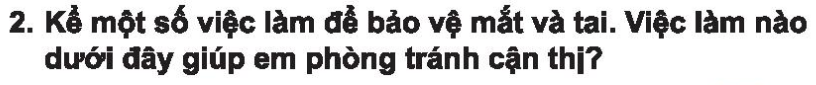 2. Kể một số việc làm để bảo vệ mắt và tai. Việc làm nào
dưới đây giúp em phòng tránh cận thị?